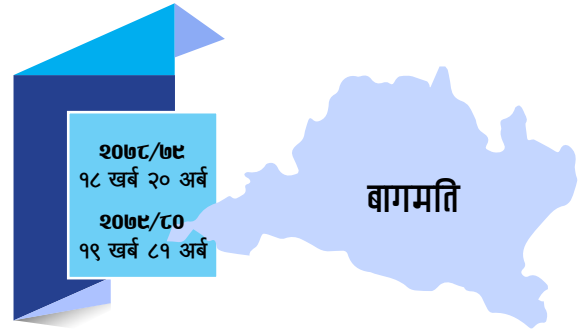 २०७८/७९
१८ खर्ब २० अर्ब
२०७९/८०
१९ खर्ब ८१ अर्ब
बागमति